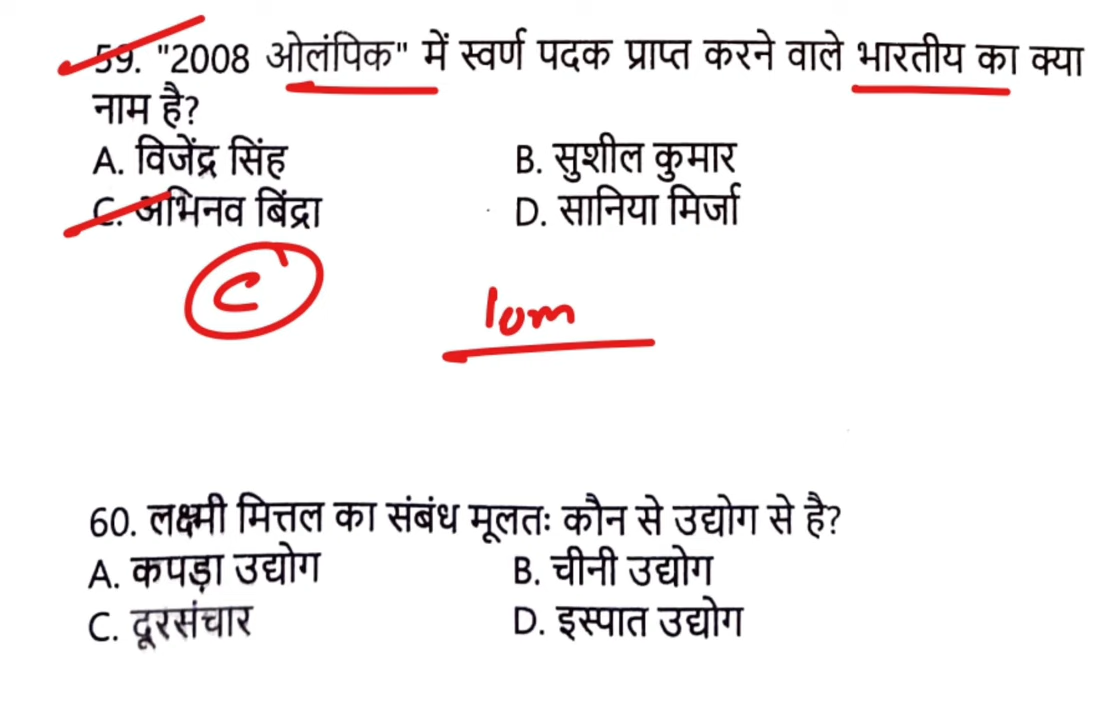 59. "2008 ओलंपिक" में स्वर्ण पदक प्राप्त करने वाले भारतीय का क्या
नाम है?
A. विजेंद्र सिंह B. सुशील कुमार
C. अभिनव बिंद्रा D. सानिया मिर्जा
C
10m
60. लक्ष्मी मित्तल का संबंध मूलतः कौन से उद्योग से है?
A. कपड़ा उद्योग B. चीनी उद्योग
C. दूरसंचार D. इस्पात उद्योग